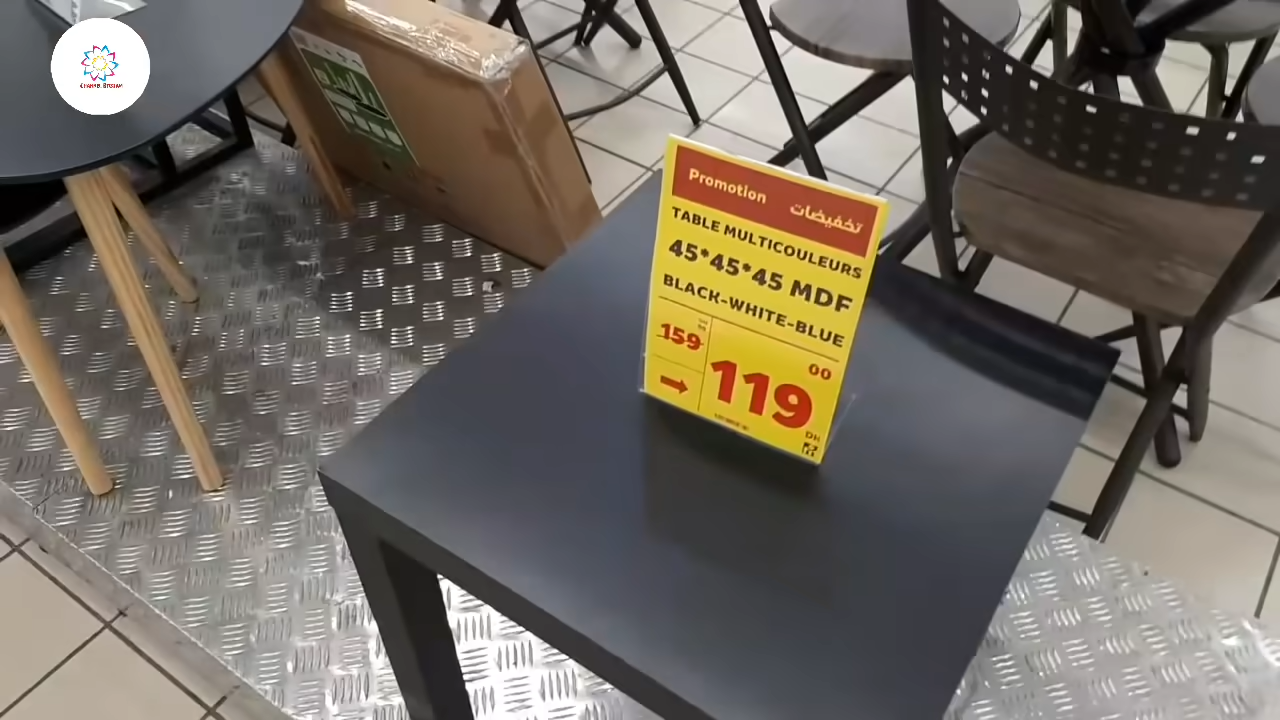 Promotion تخفيضات
TABLE MULTICOULEURS
45*45*45 MDF
BLACK-WHITE-BLUE
159
119 00
DH